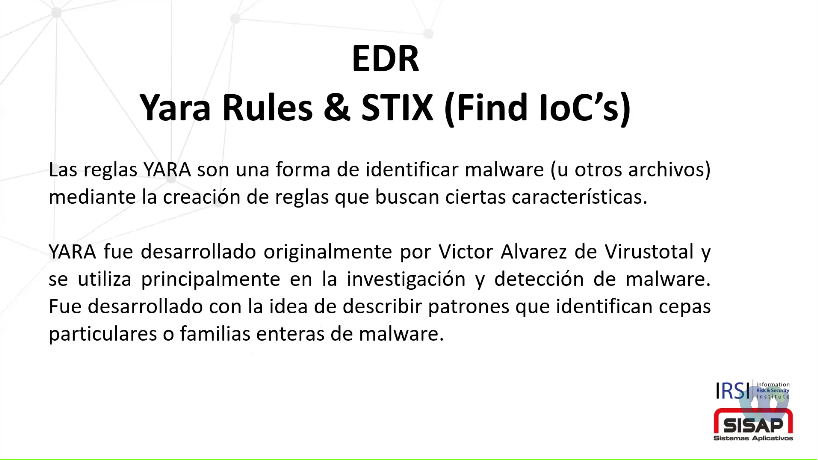 EDR
Yara Rules & STIX (Find IoC’s)
Las reglas YARA son una forma de identificar malware (u otros archivos)
mediante la creación de reglas que buscan ciertas características.
YARA fue desarrollado originalmente por Victor Alvarez de Virustotal y
se utiliza principalmente en la investigación y detección de malware.
Fue desarrollado con la idea de describir patrones que identifican cepas
particulares o familias enteras de malware.
IRSI
Information
Risk & Security
Institute
SISAP
Sistemas Aplicativos